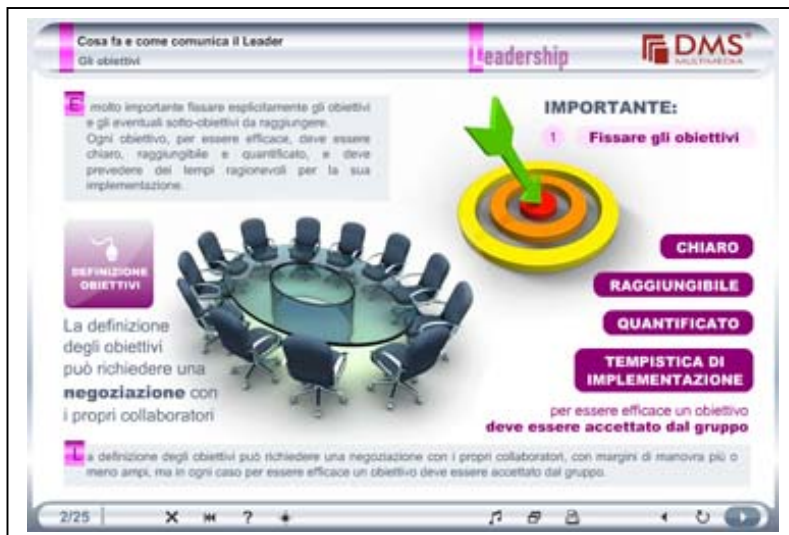 Cosa fa e come comunica il Leader
Gli obiettivi
Leadership
DMS®
MULTIMEDIA
È molto importante fissare esplicitamente gli obiettivi
e gli eventuali sotto-obiettivi da raggiungere.
Ogni obiettivo, per essere efficace, deve essere
chiaro, raggiungibile e quantificato, e deve
prevedere dei tempi ragionevoli per la sua
implementazione.
IMPORTANTE:
1 Fissare gli obiettivi
DEFINIZIONE
OBIETTIVI
La definizione
degli obiettivi
può richiedere una
negoziazione con
i propri collaboratori
CHIARO
RAGGIUNGIBILE
QUANTIFICATO
TEMPISTICA DI
IMPLEMENTAZIONE
per essere efficace un obiettivo
deve essere accettato dal gruppo
La definizione degli obiettivi può richiedere una negoziazione con i propri collaboratori, con margini di manovra più o
meno ampi, ma in ogni caso per essere efficace un obiettivo deve essere accettato dal gruppo.
2/25
?